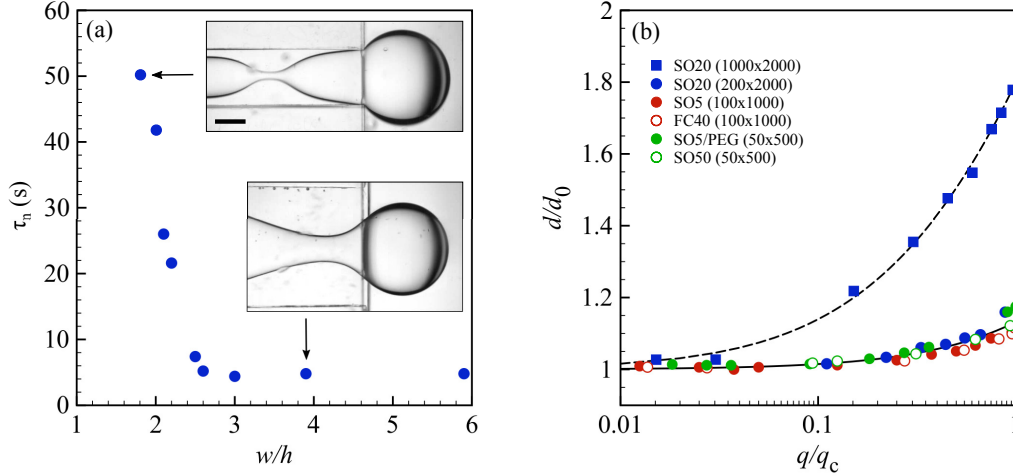 (a)
60
50
40
30
20
10
0
τn (s)
1
2
3
4
5
6
w/h
(b)
SO20 (1000x2000)
SO20 (200x2000)
SO5 (100x1000)
FC40 (100x1000)
SO5/PEG (50x500)
SO50 (50x500)
2
1.8
1.6
1.4
1.2
1
d/d0
0.01
0.1
1
q/qc